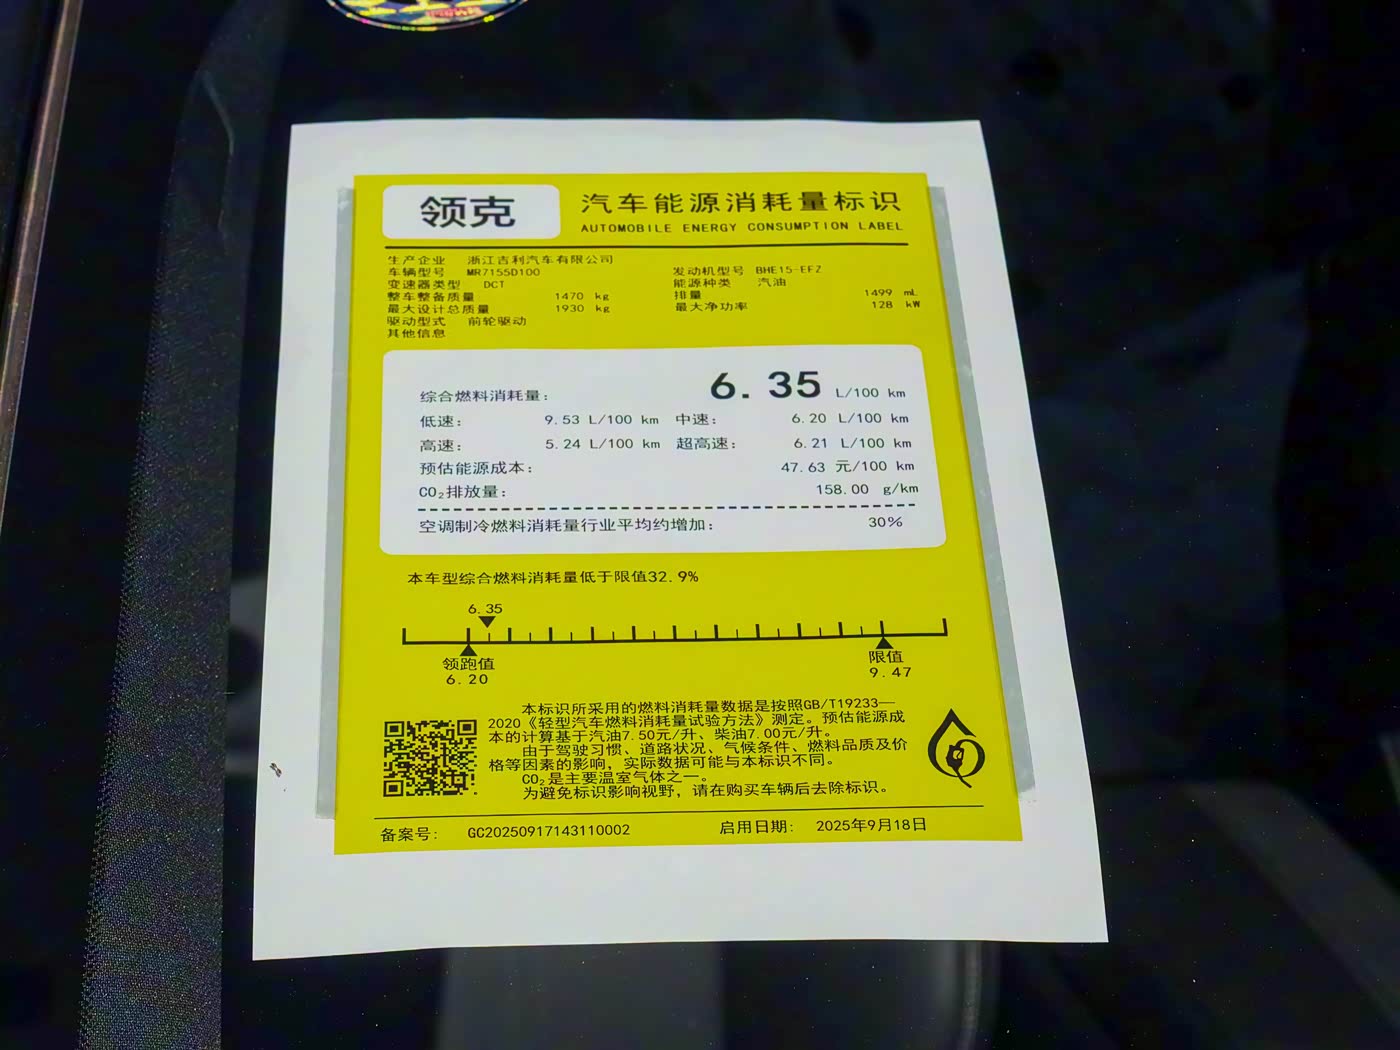 领克
汽车能源消耗量标识
AUTOMOBILE ENERGY CONSUMPTION LABEL
生产企业 浙江吉利汽车有限公司
车辆型号 MR7155D100 发动机型号 BHE15-EFZ
变速器类型 DCT 能源种类 汽油
整车整备质量 1470 kg 排量 1499 mL
最大设计总质量 1930 kg 最大净功率 128 kW
驱动型式 前轮驱动
其他信息
综合燃料消耗量: 6.35 L/100 km
低速: 9.53 L/100 km 中速: 6.20 L/100 km
高速: 5.24 L/100 km 超高速: 6.21 L/100 km
预估能源成本: 47.63 元/100 km
CO₂排放量: 158.00 g/km
空调制冷燃料消耗量行业平均约增加: 30%
本车型综合燃料消耗量低于限值32.9%
6.35
领跑值 限值
6.20 9.47
本标识所采用的燃料消耗量数据是按照GB/T19233—
2020《轻型汽车燃料消耗量试验方法》测定。预估能源成
本的计算基于汽油7.50元/升、柴油7.00元/升。
由于驾驶习惯、道路状况、气候条件、燃料品质及价
格等因素的影响，实际数据可能与本标识不同。
CO₂是主要温室气体之一。
为避免标识影响视野，请在购买车辆后去除标识。
备案号: GC20250917143110002 启用日期: 2025年9月18日